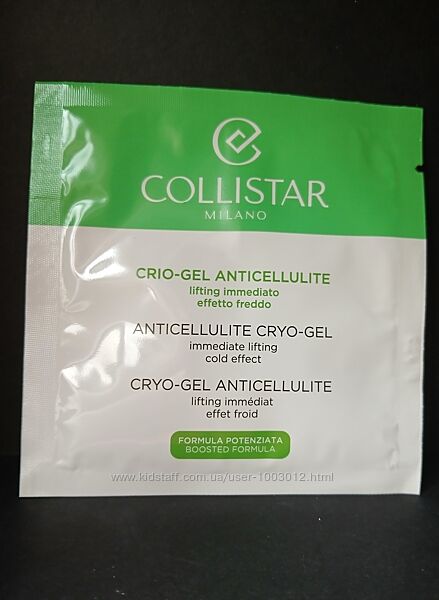 COLLISTAR
MILANO
CRIO-GEL ANTICELLULITE
lifting immediato
effetto freddo
ANTICELLULITE CRYO-GEL
immediate lifting
cold effect
CRYO-GEL ANTICELLULITE
lifting immédiat
effet froid
FORMULA POTENZIATA
BOOSTED FORMULA
www.kidstaff.com.ua/user-1003012.html